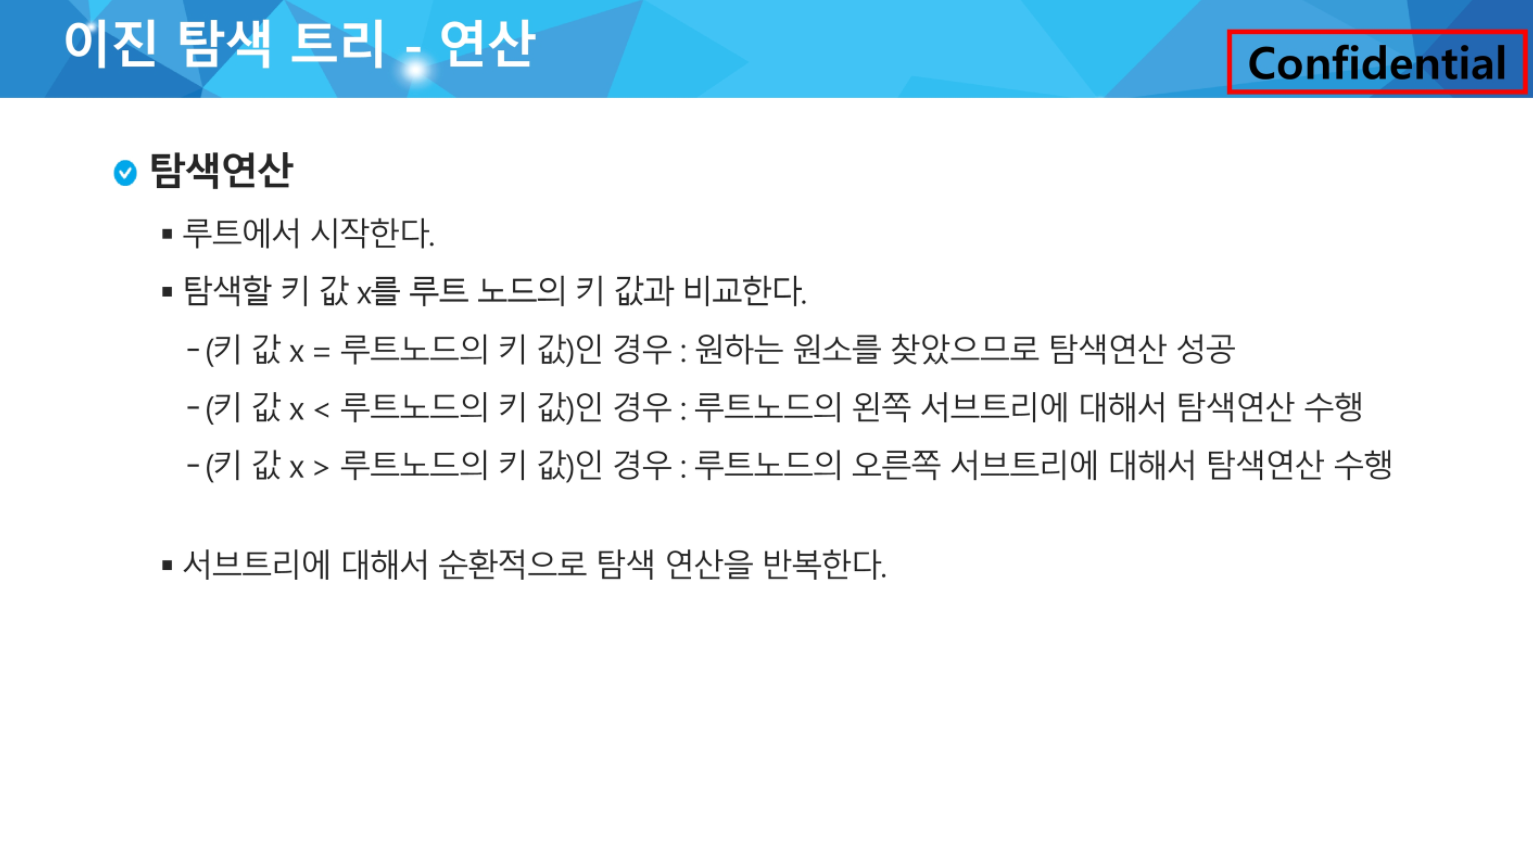 이진 탐색 트리 - 연산
Confidential
탐색연산
▪ 루트에서 시작한다.
▪ 탐색할 키 값 x를 루트 노드의 키 값과 비교한다.
-(키 값 x = 루트노드의 키 값)인 경우 : 원하는 원소를 찾았으므로 탐색연산 성공
-(키 값 x < 루트노드의 키 값)인 경우 : 루트노드의 왼쪽 서브트리에 대해서 탐색연산 수행
-(키 값 x > 루트노드의 키 값)인 경우 : 루트노드의 오른쪽 서브트리에 대해서 탐색연산 수행
▪ 서브트리에 대해서 순환적으로 탐색 연산을 반복한다.